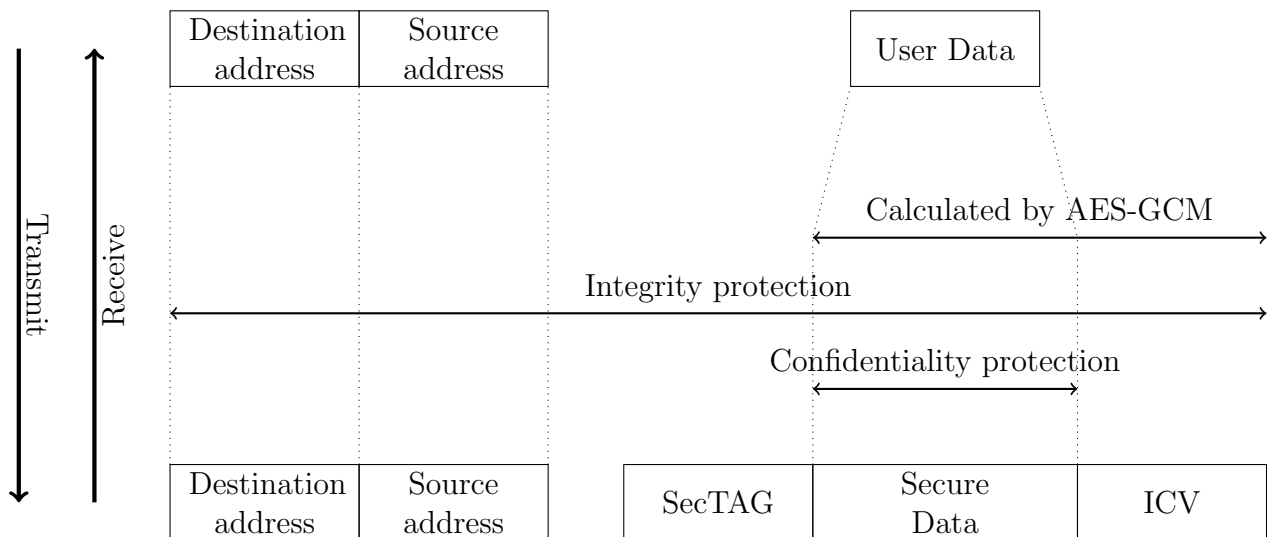 Destination
address
Source
address
User Data
Transmit
Receive
Calculated by AES-GCM
Integrity protection
Confidentiality protection
Destination
address
Source
address
SecTAG
Secure
Data
ICV